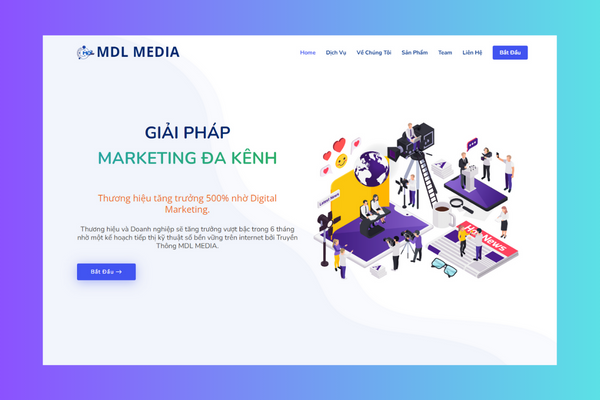 MDL MEDIA
Home Dịch Vụ Về Chúng Tôi Sản Phẩm Team Liên Hệ Bắt Đầu
GIẢI PHÁP
MARKETING ĐA KÊNH
Thương hiệu tăng trưởng 500% nhờ Digital
Marketing.
Thương hiệu và Doanh nghiệp sẽ tăng trưởng vượt bậc trong 6 tháng
nhờ một kế hoạch tiếp thị kỹ thuật số bền vững trên internet bởi Truyền
Thông MDL MEDIA.
Bắt Đầu →